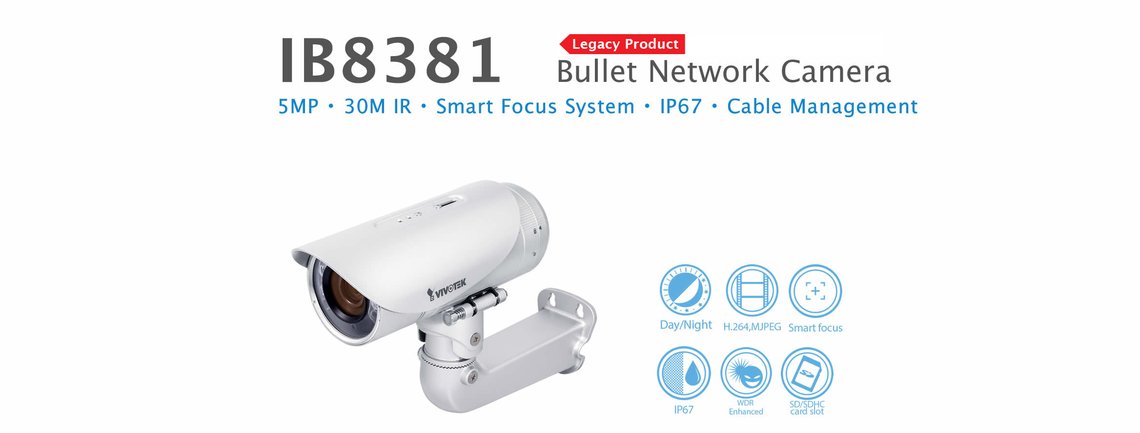 IB8381
Legacy Product
Bullet Network Camera
5MP • 30M IR • Smart Focus System • IP67 • Cable Management
VIVOTEK
Day/Night
H.264,MJPEG
Smart focus
IP67
WDR
Enhanced
SD/SDHC
card slot